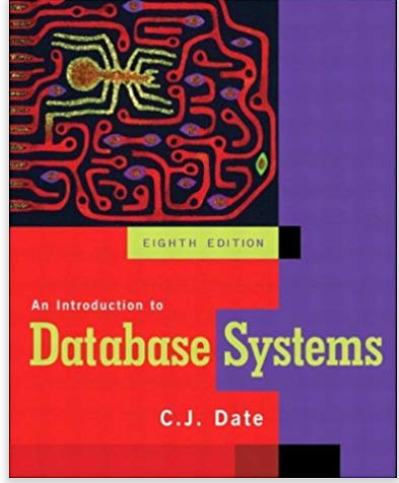 EIGHTH EDITION
An Introduction to
Database Systems
C.J. Date